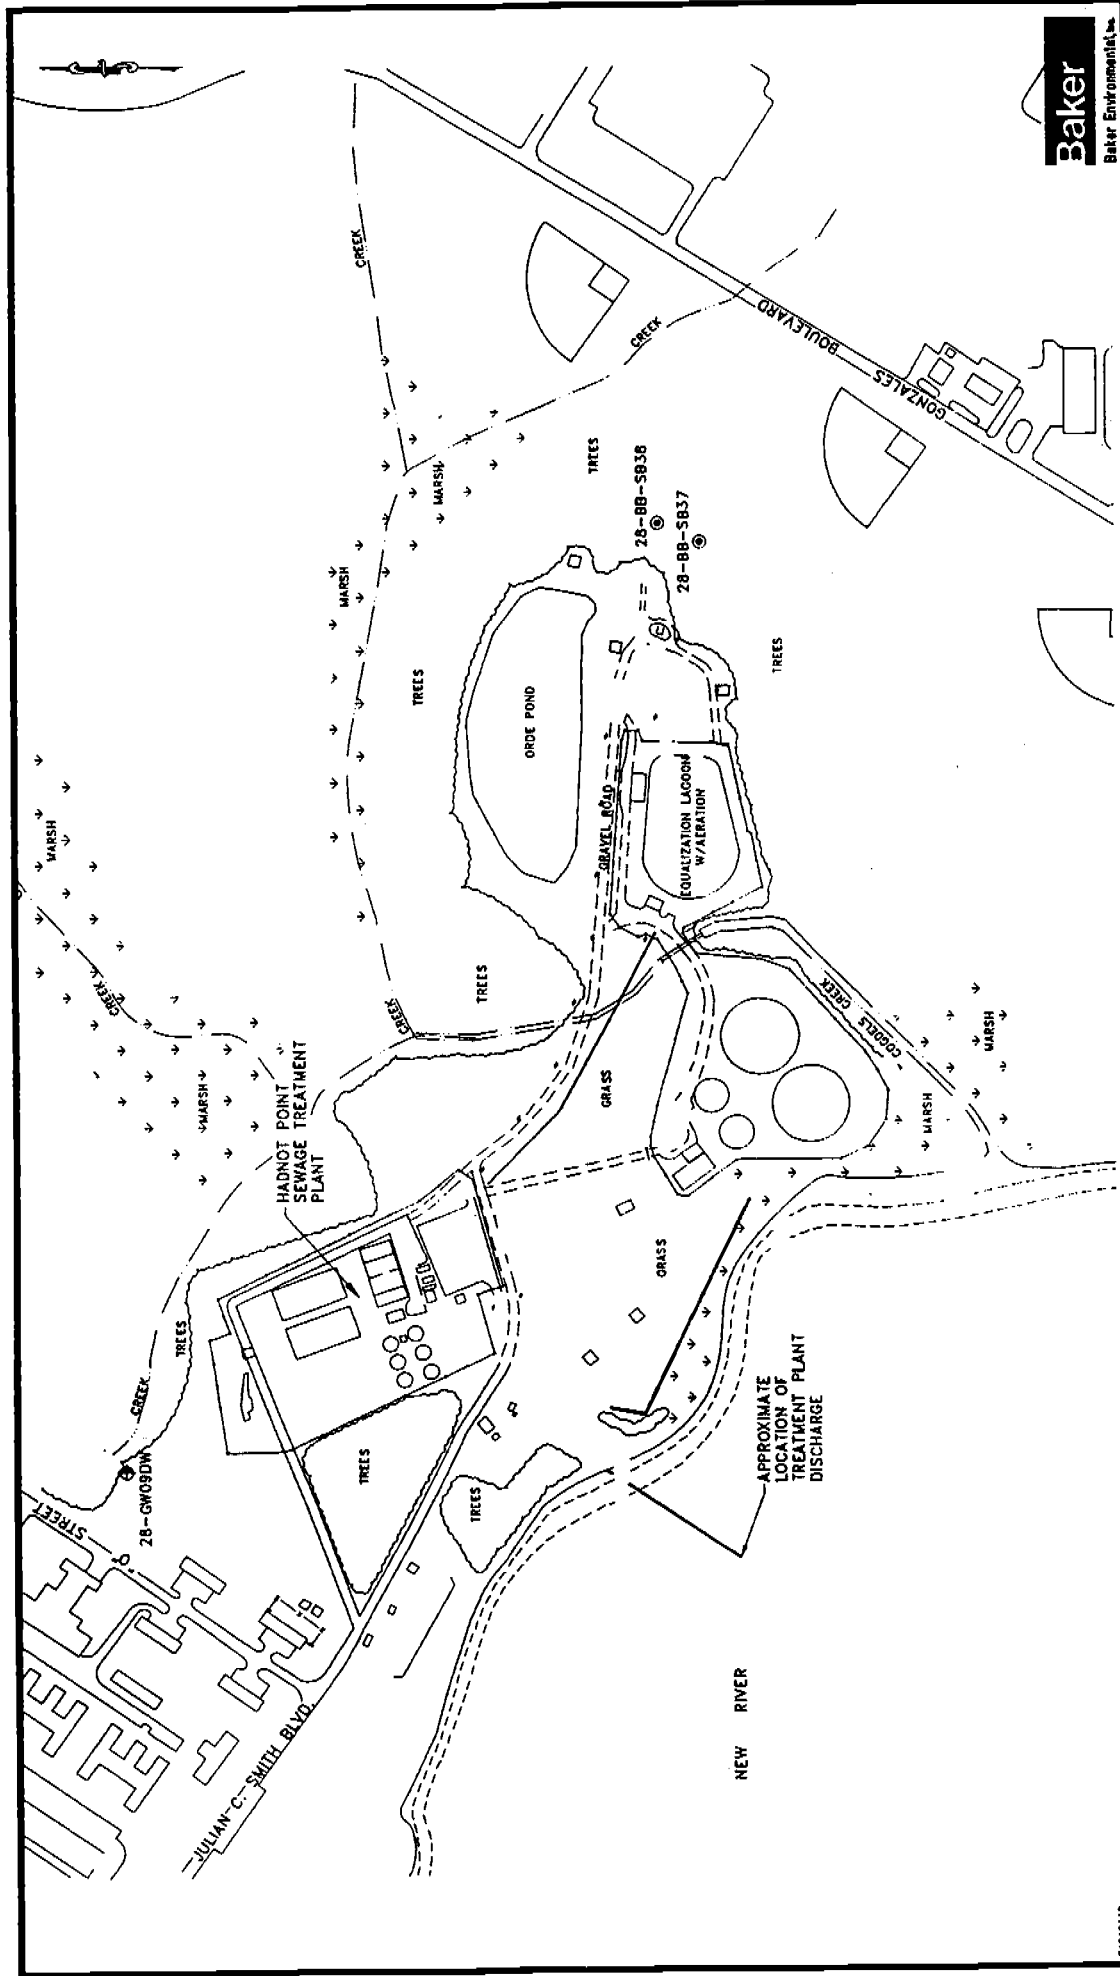 Baker
Baker Environmental, Inc.
CREEK
CREEK
GONZALES BOULEVARD
MARSH
MARSH
TREES
28-BB-SB38
28-BB-SB37
TREES
TREES
ORDE POND
GRAVEL ROAD
EQUALIZATION LAGOON
W/AERATION
MARSH
CREEK
MARSH
TREES
CREEK
COGDELS CREEK
MARSH
MARSH
GRASS
HADNOT POINT
SEWAGE TREATMENT
PLANT
GRASS
TREES
CREEK
28-GW09DW
TREES
TREES
APPROXIMATE
LOCATION OF
TREATMENT PLANT
DISCHARGE
"O" STREET
JULIAN C. SMITH BLVD.
NEW RIVER